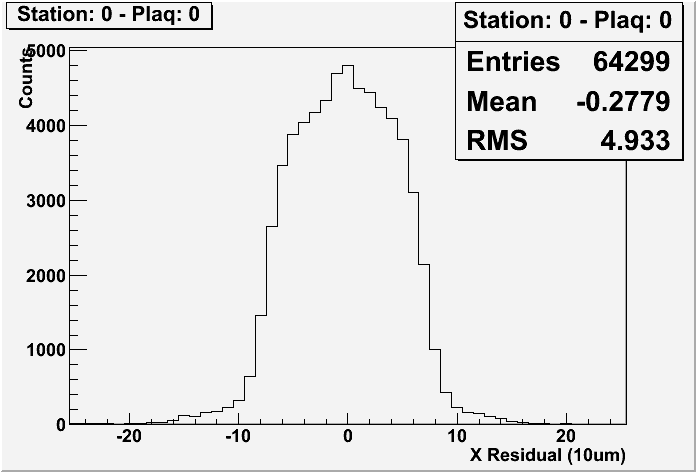 Station: 0 - Plaq: 0
Station: 0 - Plaq: 0
Entries 64299
Mean -0.2779
RMS 4.933
Counts
5000
4000
3000
2000
1000
0
-20 -10 0 10 20
X Residual (10um)